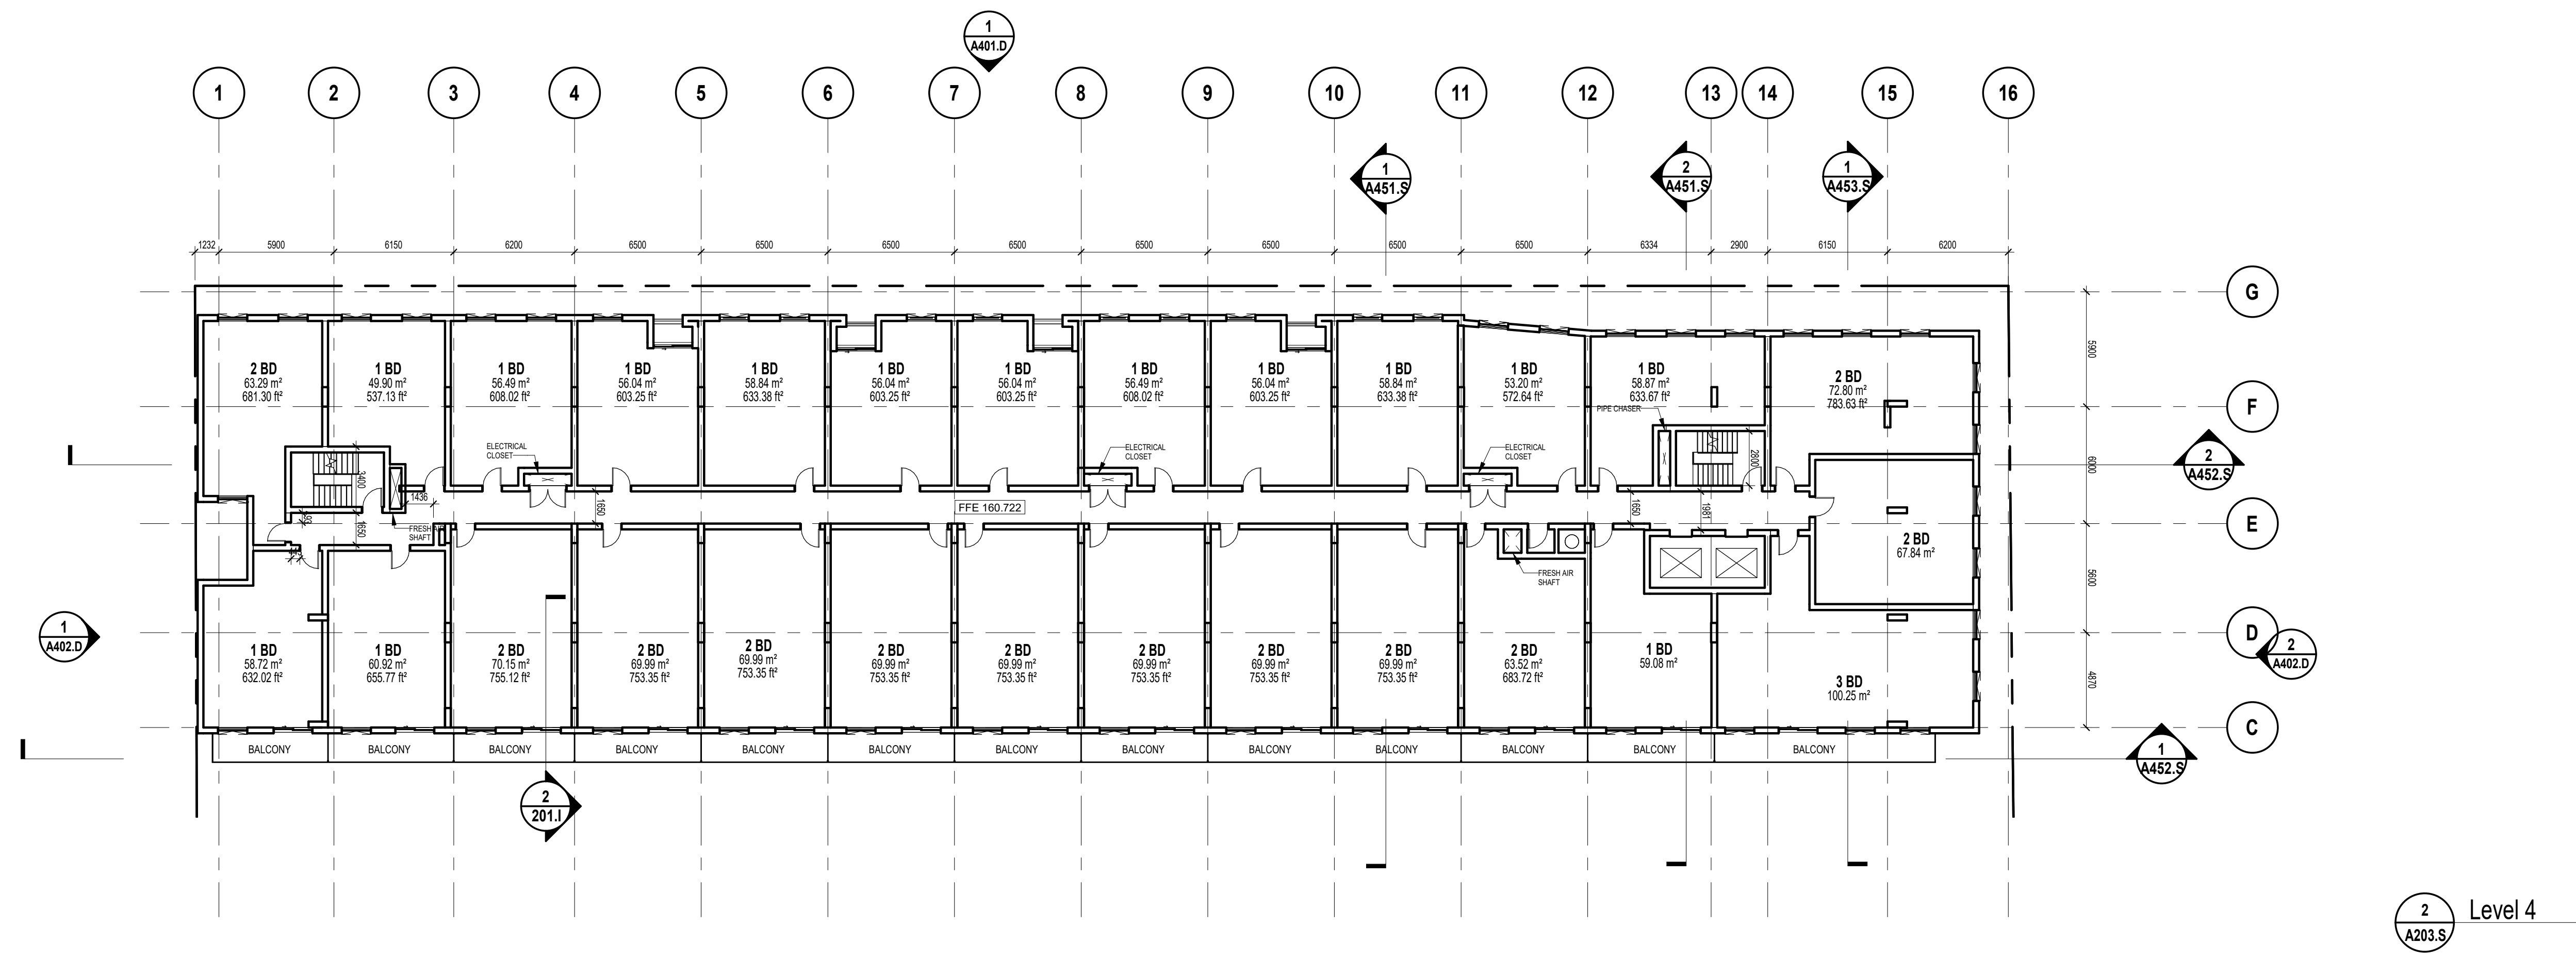 1
A401.D
1
2
3
4
5
6
7
8
9
10
11
12
13
14
15
16
1
A451.S
2
A451.S
1
A453.S
1232
5900
6150
6200
6500
6500
6500
6500
6500
6500
6500
6500
6334
2900
6150
6200
G
F
E
D
C
5900
6000
5600
4870
2 BD
63.29 m²
681.30 ft²
1 BD
49.90 m²
537.13 ft²
1 BD
56.49 m²
608.02 ft²
1 BD
56.04 m²
603.25 ft²
1 BD
58.84 m²
633.38 ft²
1 BD
56.04 m²
603.25 ft²
1 BD
56.04 m²
603.25 ft²
1 BD
56.49 m²
608.02 ft²
1 BD
56.04 m²
603.25 ft²
1 BD
58.84 m²
633.38 ft²
1 BD
53.20 m²
572.64 ft²
1 BD
58.87 m²
633.67 ft²
2 BD
72.80 m²
783.63 ft²
PIPE CHASER
ELECTRICAL
CLOSET
ELECTRICAL
CLOSET
ELECTRICAL
CLOSET
2400
1436
1650
FRESH AIR
SHAFT
1650
FFE 160.722
1650
1981
2800
FRESH AIR
SHAFT
2 BD
67.84 m²
2
A452.S
1
A402.D
2
A402.D
1 BD
58.72 m²
632.02 ft²
1 BD
60.92 m²
655.77 ft²
2 BD
70.15 m²
755.12 ft²
2 BD
69.99 m²
753.35 ft²
2 BD
69.99 m²
753.35 ft²
2 BD
69.99 m²
753.35 ft²
2 BD
69.99 m²
753.35 ft²
2 BD
69.99 m²
753.35 ft²
2 BD
69.99 m²
753.35 ft²
2 BD
69.99 m²
753.35 ft²
2 BD
63.52 m²
683.72 ft²
1 BD
59.08 m²
3 BD
100.25 m²
BALCONY
BALCONY
BALCONY
BALCONY
BALCONY
BALCONY
BALCONY
BALCONY
BALCONY
BALCONY
BALCONY
BALCONY
BALCONY
1
A452.S
2
201.I
2
A203.S
Level 4